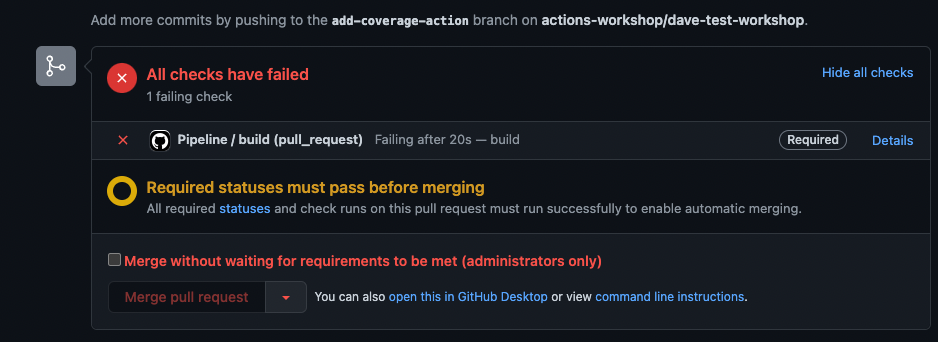 Add more commits by pushing to the add-coverage-action branch on actions-workshop/dave-test-workshop.
All checks have failed
Hide all checks
1 failing check
Pipeline / build (pull_request) Failing after 20s — build Required Details
Required statuses must pass before merging
All required statuses and check runs on this pull request must run successfully to enable automatic merging.
Merge without waiting for requirements to be met (administrators only)
Merge pull request You can also open this in GitHub Desktop or view command line instructions.